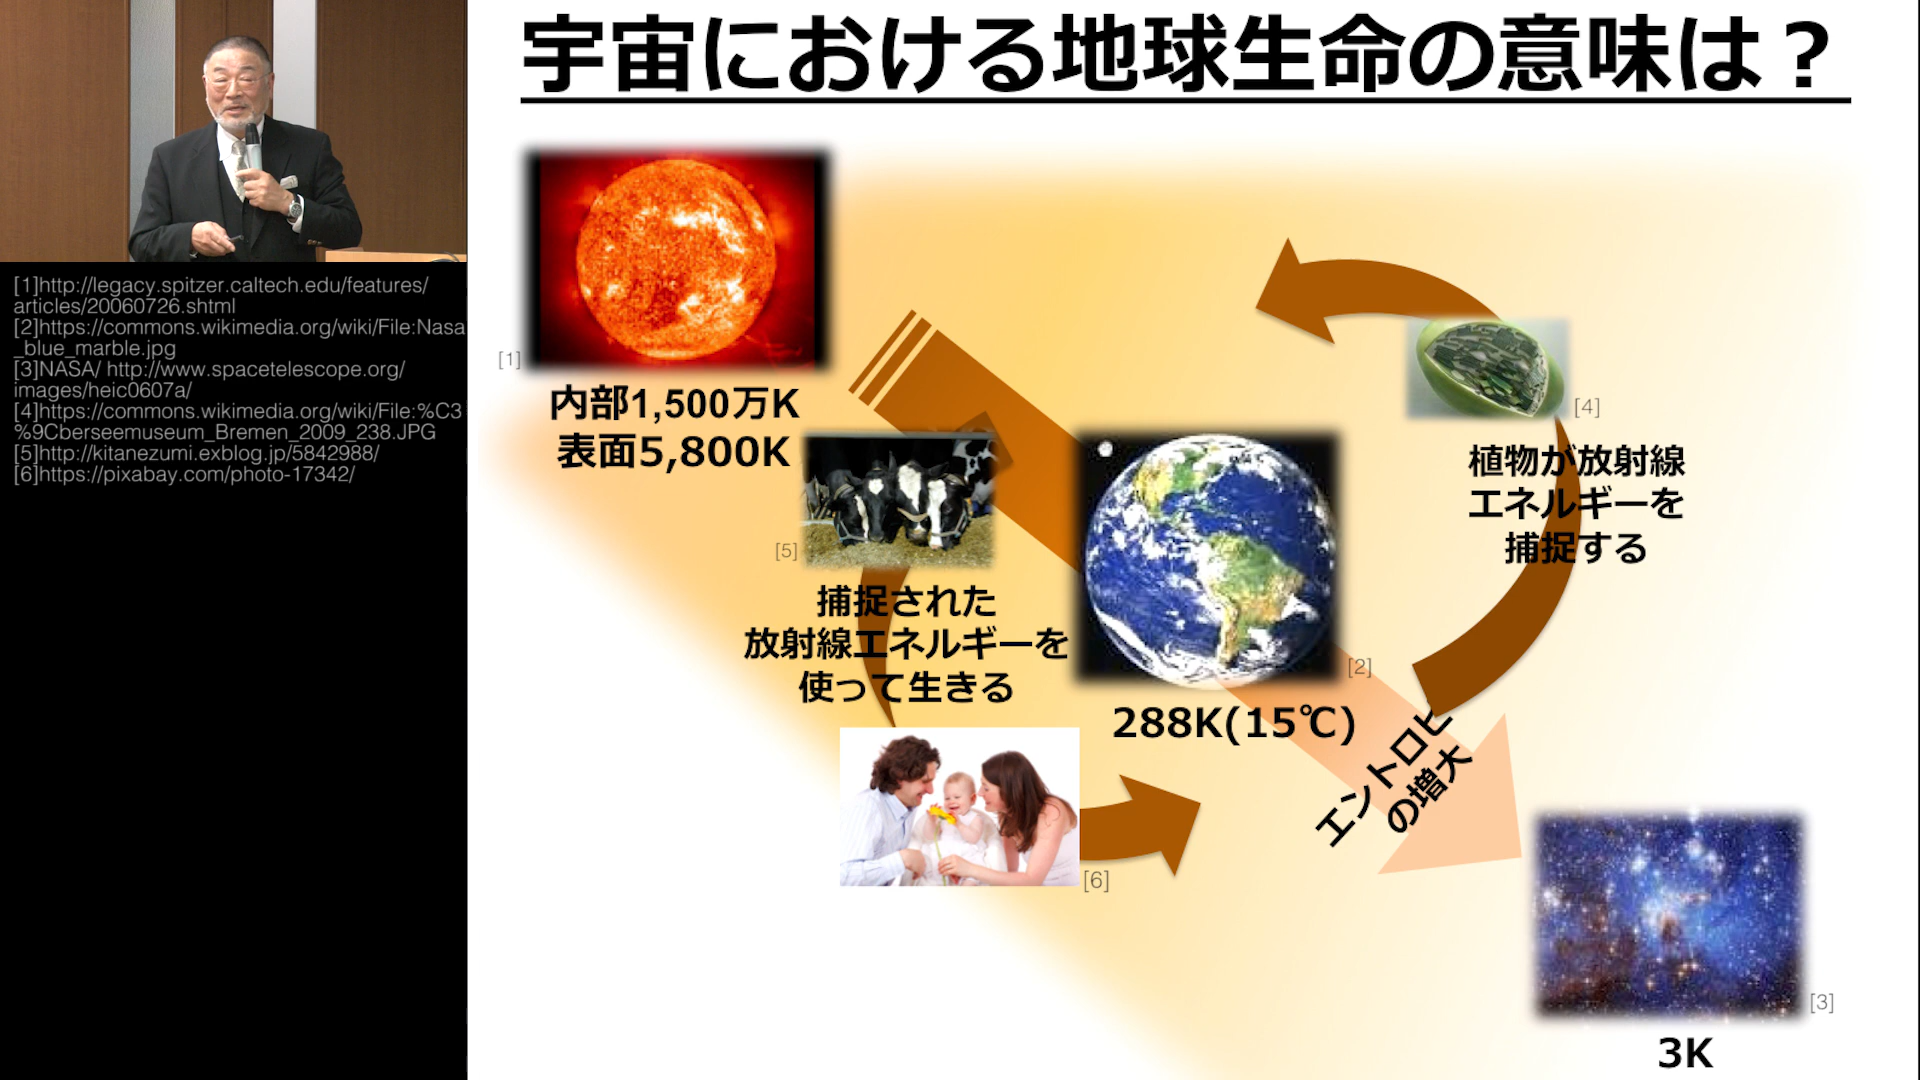 宇宙における地球生命の意味は？
[1]http://legacy.spitzer.caltech.edu/features/
articles/20060726.shtml
[2]https://commons.wikimedia.org/wiki/File:Nasa
_blue_marble.jpg
[3]NASA/ http://www.spacetelescope.org/
images/heic0607a/
[4]https://commons.wikimedia.org/wiki/File:%C3
%9Cberseemuseum_Bremen_2009_238.JPG
[5]http://kitanezumi.exblog.jp/5842988/
[6]https://pixabay.com/photo-17342/
[1]
内部1,500万K
表面5,800K
[5]
捕捉された
放射線エネルギーを
使って生きる
[6]
[2]
288K(15℃)
[4]
植物が放射線
エネルギーを
捕捉する
エントロピ
の増大
[3]
3K